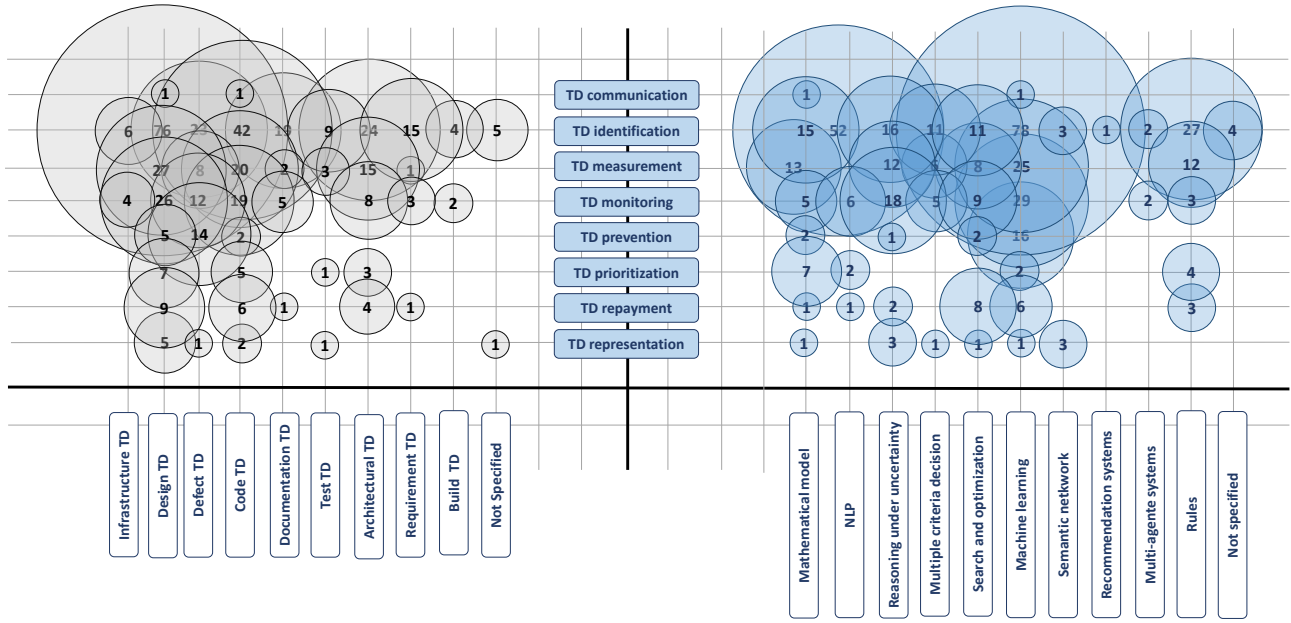 1 1 TD communication 1 1
6 76 23 42 19 9 24 15 4 5 TD identification 15 52 16 11 11 78 3 1 2 27 4
27 8 20 2 3 15 1 TD measurement 13 12 6 8 25 12
4 26 12 19 5 8 3 2 TD monitoring 5 6 18 5 9 29 2 3
5 14 2 TD prevention 2 1 2 16
7 5 1 3 TD prioritization 7 2 2 4
9 6 1 4 1 TD repayment 1 1 2 8 6 3
5 1 2 1 1 TD representation 1 3 1 1 1 3
Infrastructure TD
Design TD
Defect TD
Code TD
Documentation TD
Test TD
Architectural TD
Requirement TD
Build TD
Not Specified
Mathematical model
NLP
Reasoning under uncertainty
Multiple criteria decision
Search and optimization
Machine learning
Semantic netkwork
Recommendation systems
Multi-agente systems
Rules
Not specified